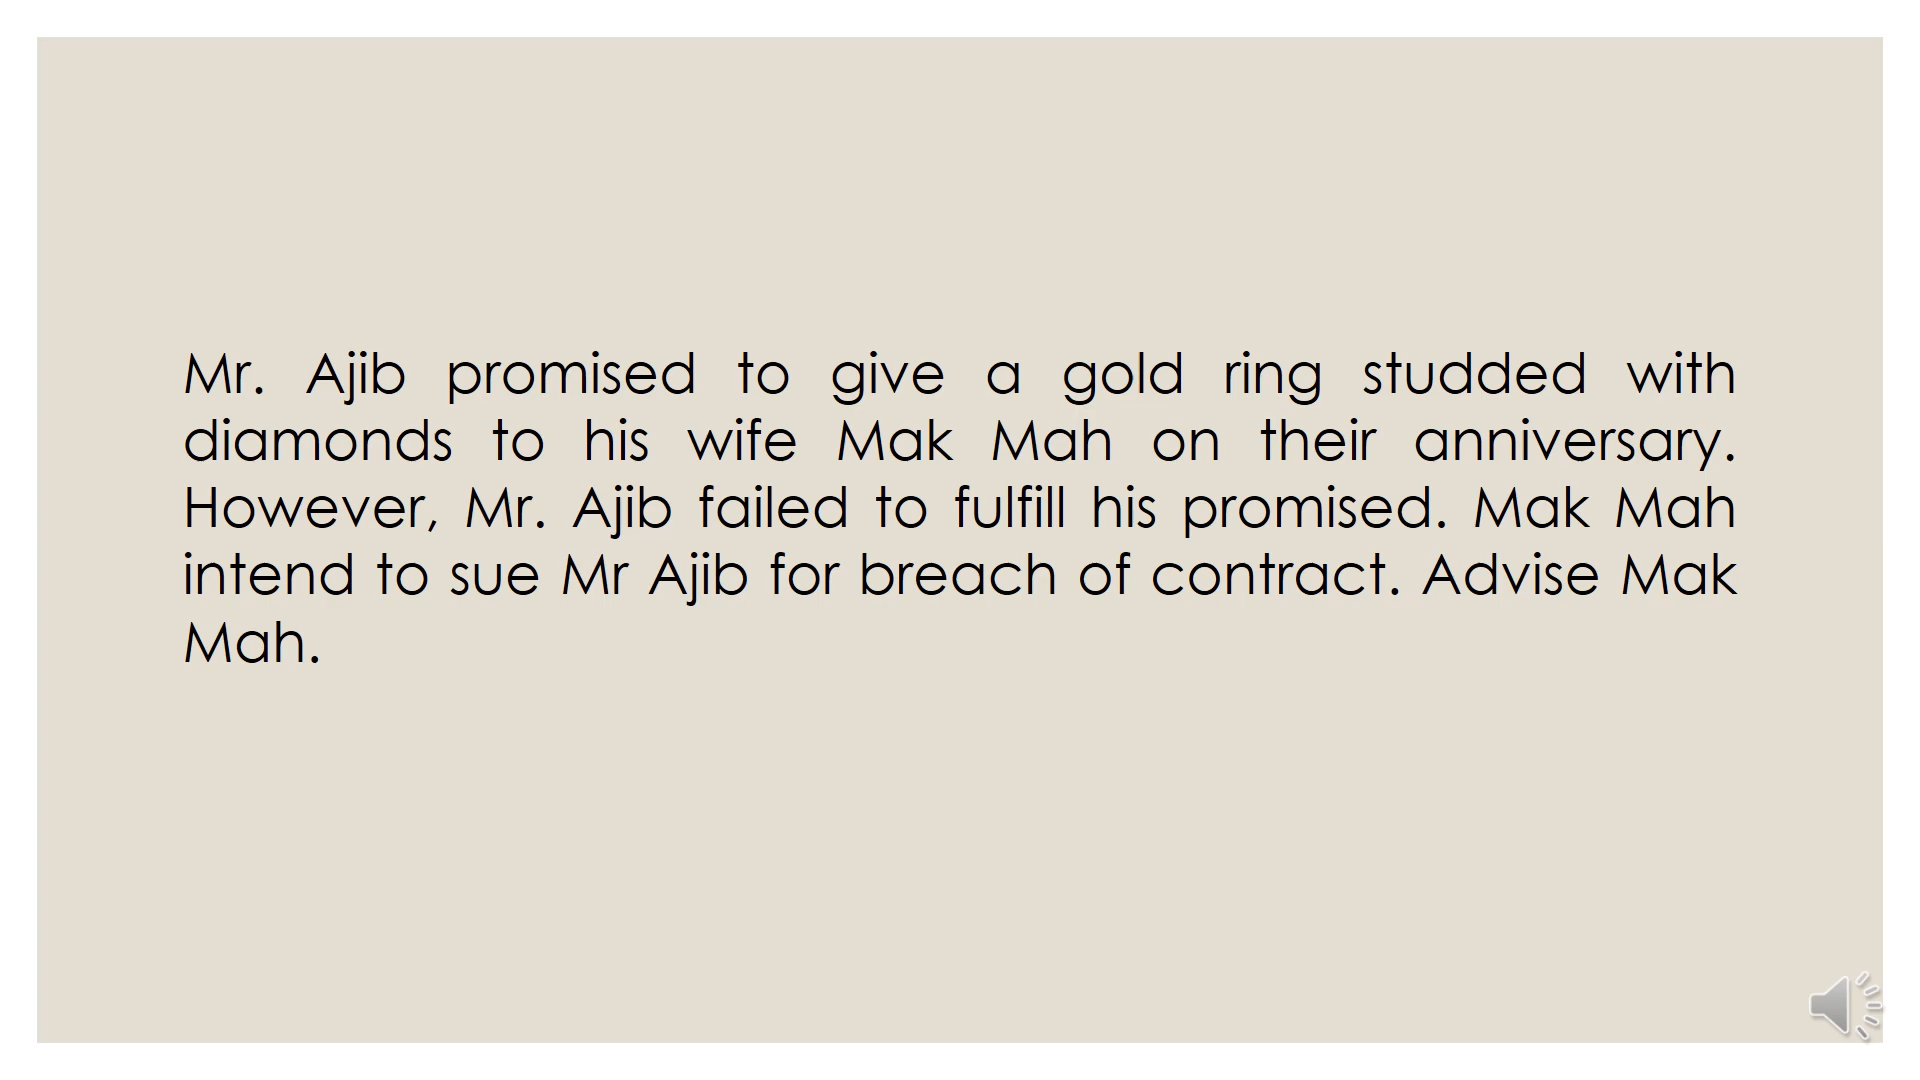 Mr. Ajib promised to give a gold ring studded with
diamonds to his wife Mak Mah on their anniversary.
However, Mr. Ajib failed to fulfill his promised. Mak Mah
intend to sue Mr Ajib for breach of contract. Advise Mak
Mah.